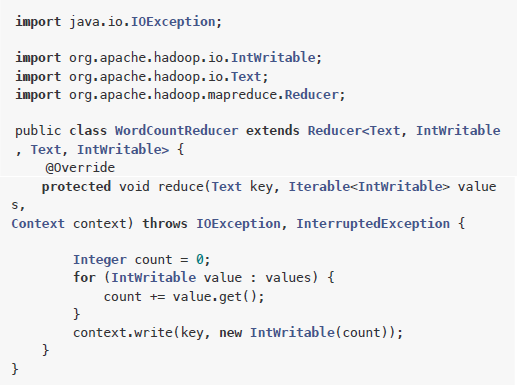 import java.io.IOException;
import org.apache.hadoop.io.IntWritable;
import org.apache.hadoop.io.Text;
import org.apache.hadoop.mapreduce.Reducer;
public class WordCountReducer extends Reducer<Text, IntWritable
, Text, IntWritable> {
@Override
protected void reduce(Text key, Iterable<IntWritable> value
s,
Context context) throws IOException, InterruptedException {
Integer count = 0;
for (IntWritable value : values) {
count += value.get();
}
context.write(key, new IntWritable(count));
}
}